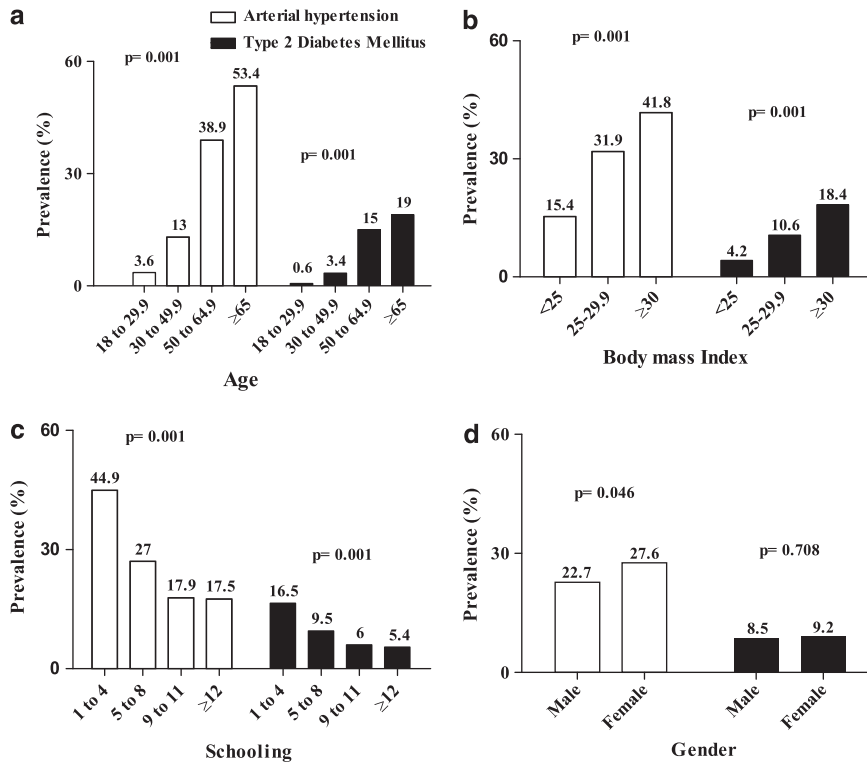 a
Arterial hypertension
Type 2 Diabetes Mellitus
p= 0.001
p= 0.001
Prevalence (%)
60
30
0
3.6
13
38.9
53.4
0.6
3.4
15
19
18 to 29.9
30 to 49.9
50 to 64.9
≥65
18 to 29.9
30 to 49.9
50 to 64.9
≥65
Age
b
p= 0.001
p= 0.001
Prevalence (%)
60
30
0
15.4
31.9
41.8
4.2
10.6
18.4
<25
25-29.9
≥30
<25
25-29.9
≥30
Body mass Index
c
p= 0.001
p= 0.001
Prevalence (%)
60
30
0
44.9
27
17.9
17.5
16.5
9.5
6
5.4
1 to 4
5 to 8
9 to 11
≥12
1 to 4
5 to 8
9 to 11
≥12
Schooling
d
p= 0.046
p= 0.708
Prevalence (%)
60
30
0
22.7
27.6
8.5
9.2
Male
Female
Male
Female
Gender